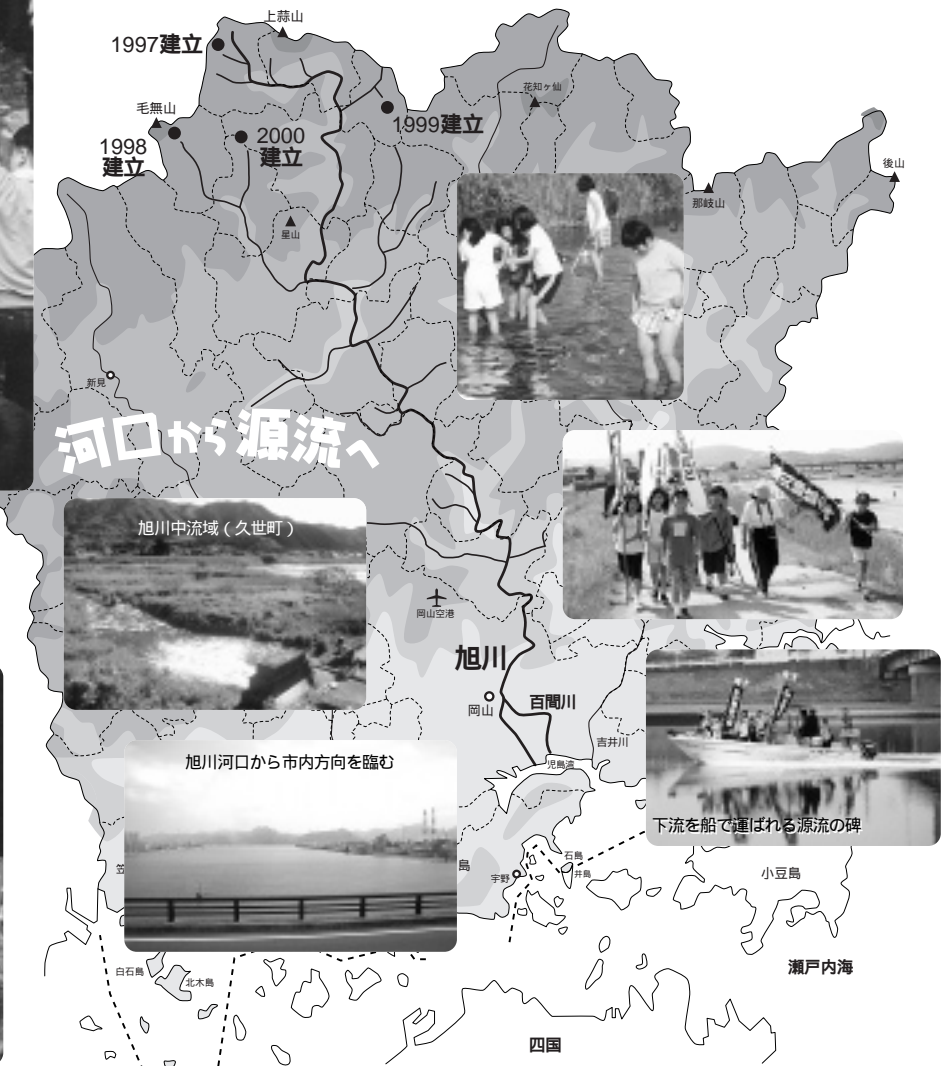 上蒜山
1997建立
花知ヶ仙
毛無山
1998
建立
2000
建立
1999建立
後山
那岐山
星山
新見
河口から源流へ
旭川中流域（久世町）
岡山空港
旭川
岡山
百間川
吉井川
児島湾
旭川河口から市内方向を臨む
下流を船で運ばれる源流の碑
笠
島
宇野
石島
井島
小豆島
瀬戸内海
白石島
北木島
四国